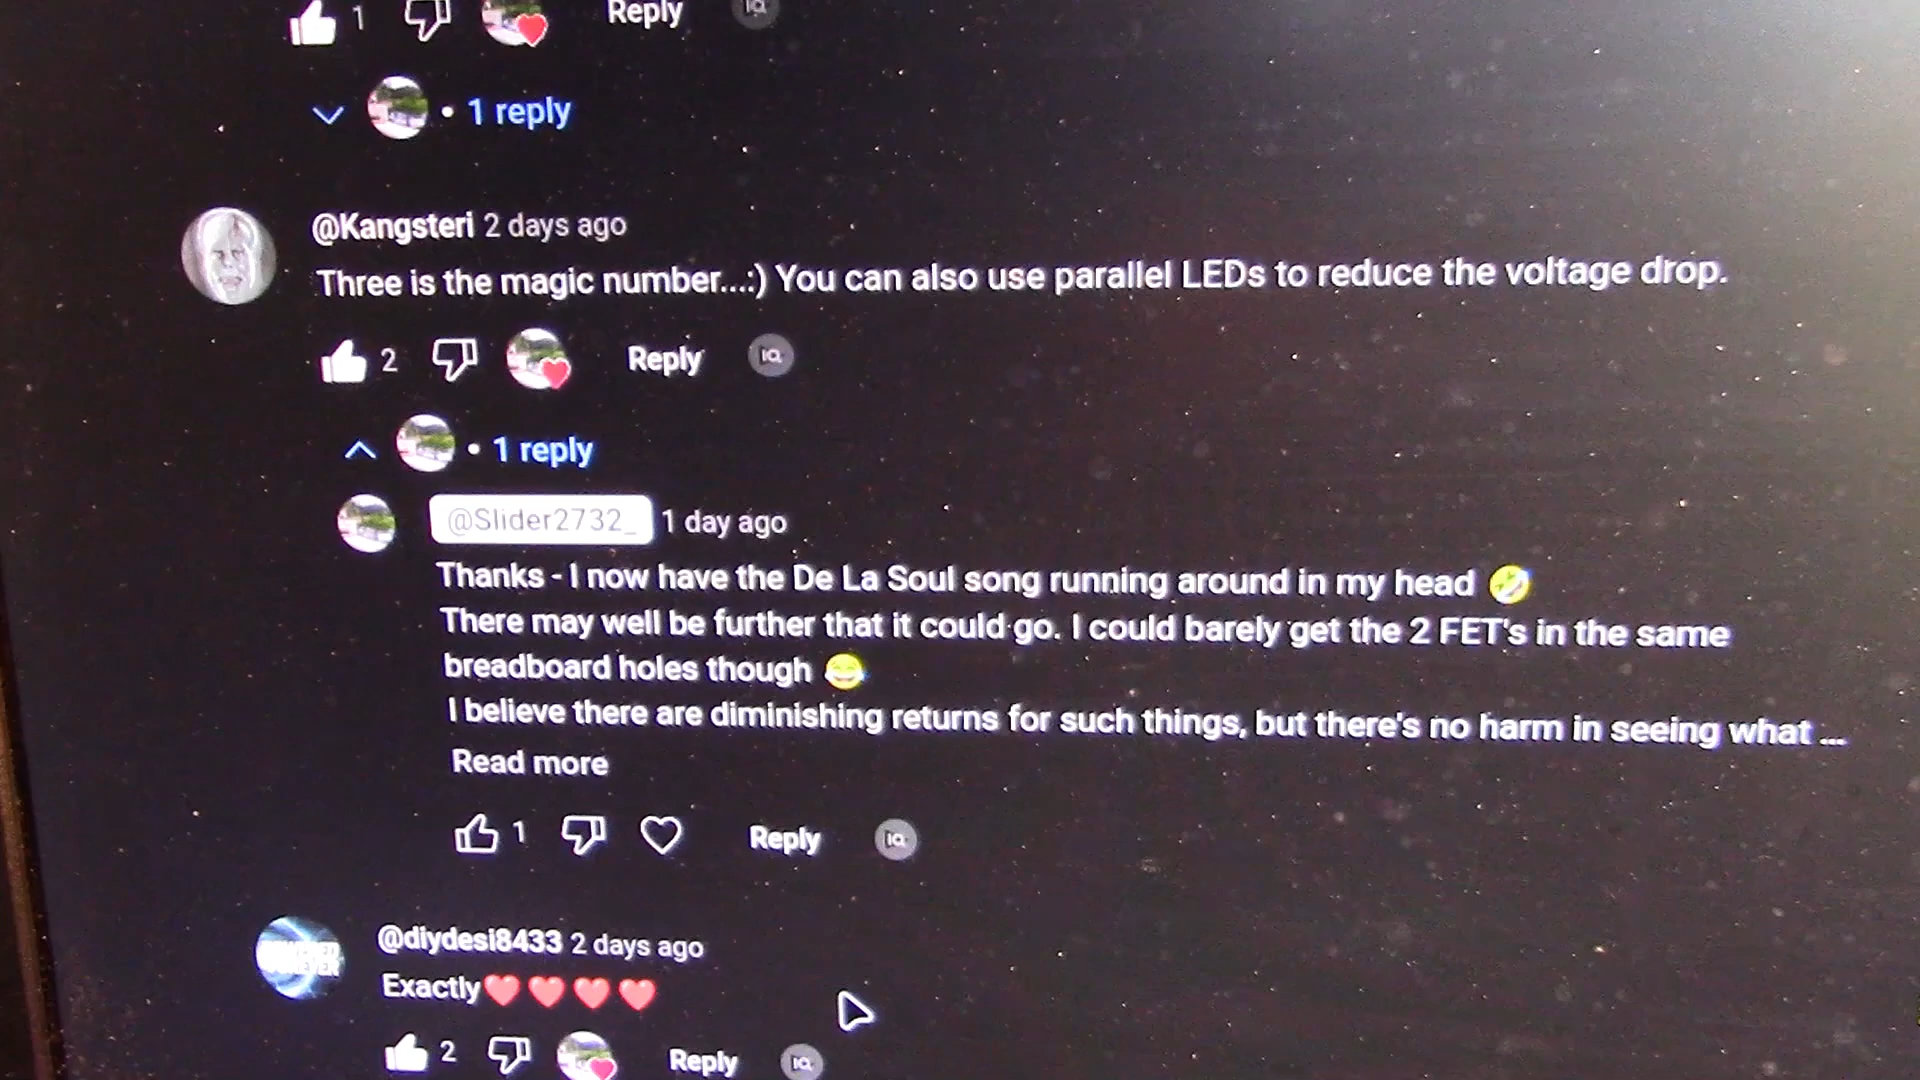 1 Reply
1 reply
@Kangsteri 2 days ago
Three is the magic number...:) You can also use parallel LEDs to reduce the voltage drop.
2 Reply IQ
1 reply
@Slider2732_ 1 day ago
Thanks - I now have the De La Soul song running around in my head 🤣
There may well be further that it could go. I could barely get the 2 FET's in the same
breadboard holes though 😂
I believe there are diminishing returns for such things, but there's no harm in seeing what ...
Read more
1 Reply IQ
@diydesi8433 2 days ago
Exactly❤️❤️❤️❤️
2 Reply IQ